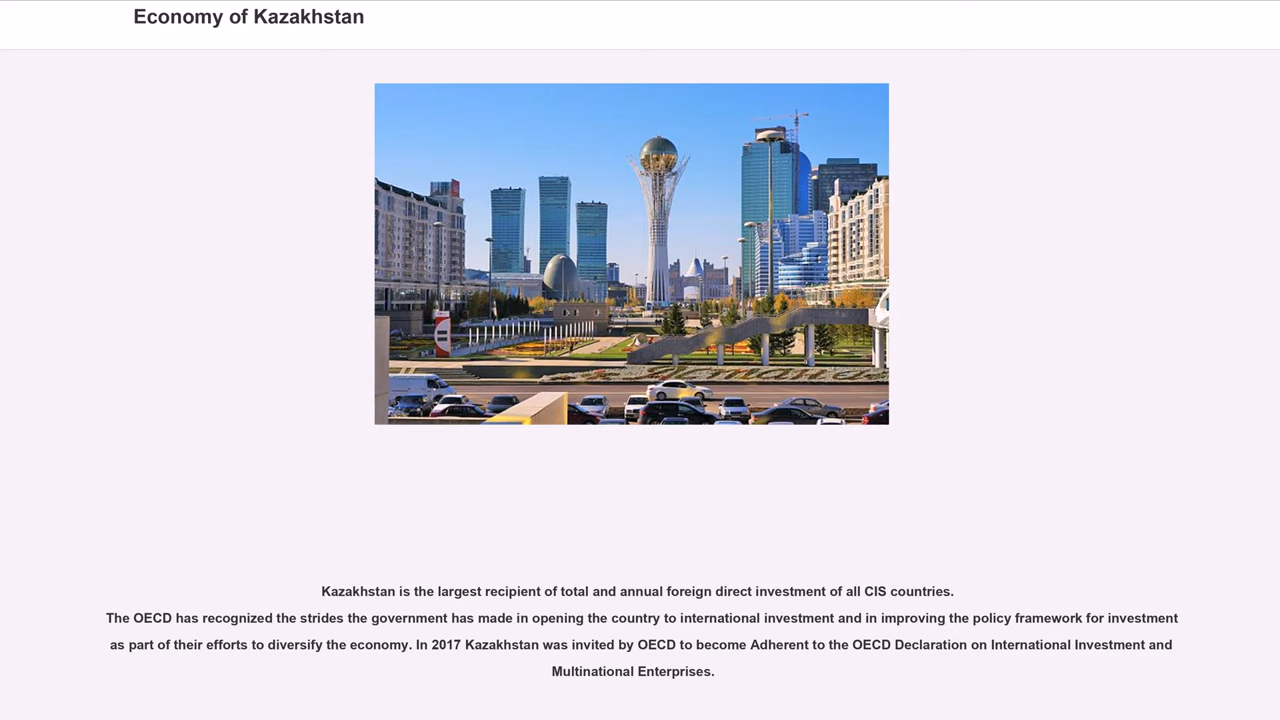 Economy of Kazakhstan
Kazakhstan is the largest recipient of total and annual foreign direct investment of all CIS countries.
The OECD has recognized the strides the government has made in opening the country to international investment and in improving the policy framework for investment
as part of their efforts to diversify the economy. In 2017 Kazakhstan was invited by OECD to become Adherent to the OECD Declaration on International Investment and
Multinational Enterprises.